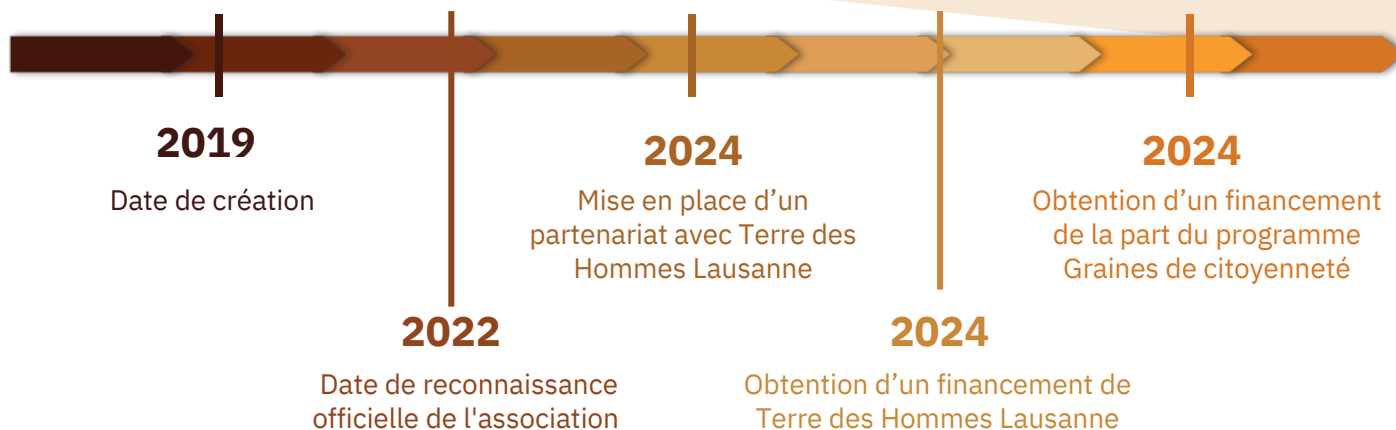 2019
Date de création
2022
Date de reconnaissance
officielle de l'association
2024
Mise en place d’un
partenariat avec Terre des
Hommes Lausanne
2024
Obtention d’un financement de
Terre des Hommes Lausanne
2024
Obtention d’un financement
de la part du programme
Graines de citoyenneté